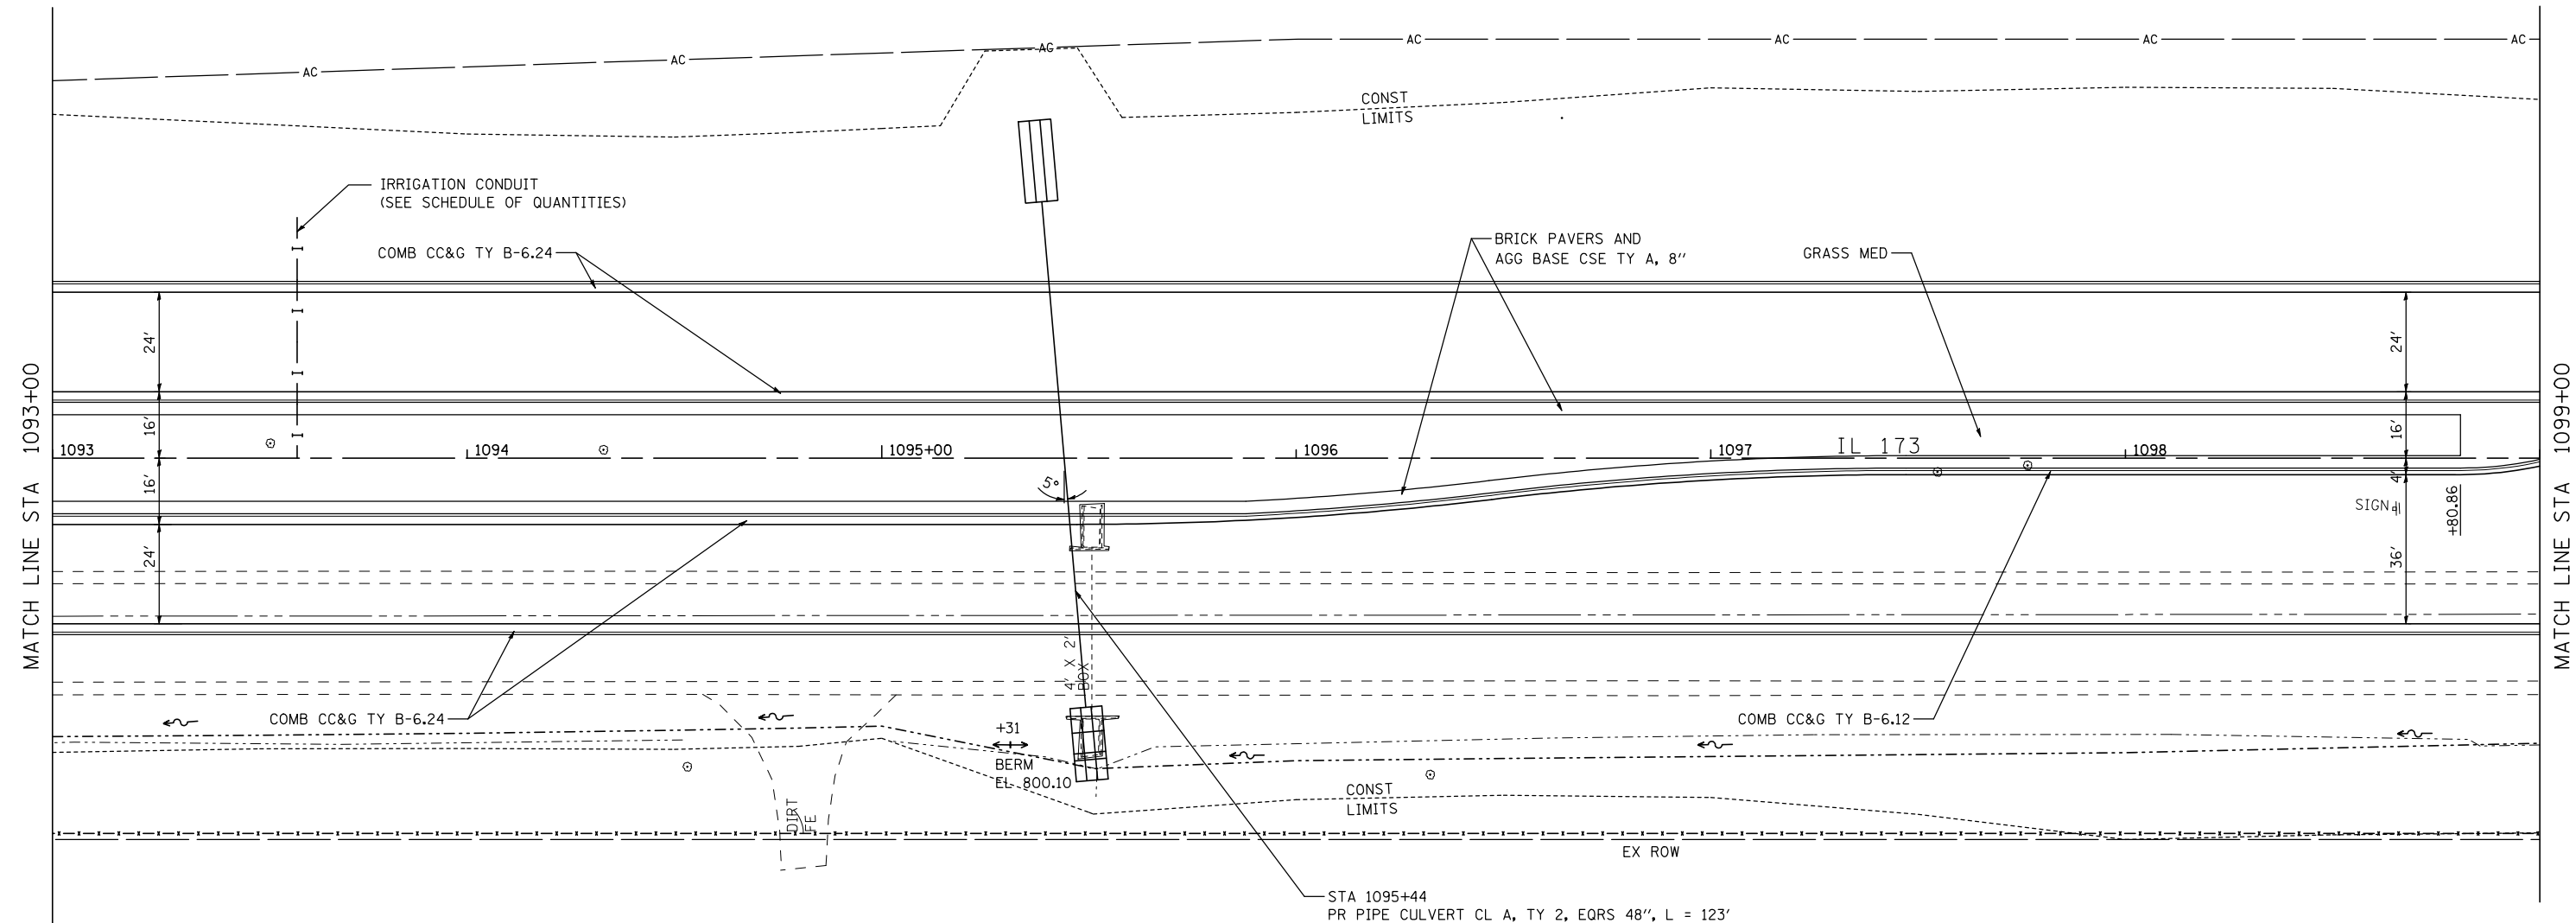 AC
AC
AC
AC
AC
AC
AC
CONST
LIMITS
IRRIGATION CONDUIT
(SEE SCHEDULE OF QUANTITIES)
I
I
I
I
COMB CC&G TY B-6.24
BRICK PAVERS AND
AGG BASE CSE TY A, 8"
GRASS MED
24'
24'
16'
16'
MATCH LINE STA 1093+00
MATCH LINE STA 1099+00
1093
1094
1095+00
1096
1097
IL 173
1098
16'
5°
4'
SIGN
+80.86
24'
36'
4' X 2'
BOX
COMB CC&G TY B-6.24
COMB CC&G TY B-6.12
+31
BERM
EL 800.10
CONST
LIMITS
DIRT
FE
EX ROW
STA 1095+44
PR PIPE CULVERT CL A, TY 2, EQRS 48", L = 123'